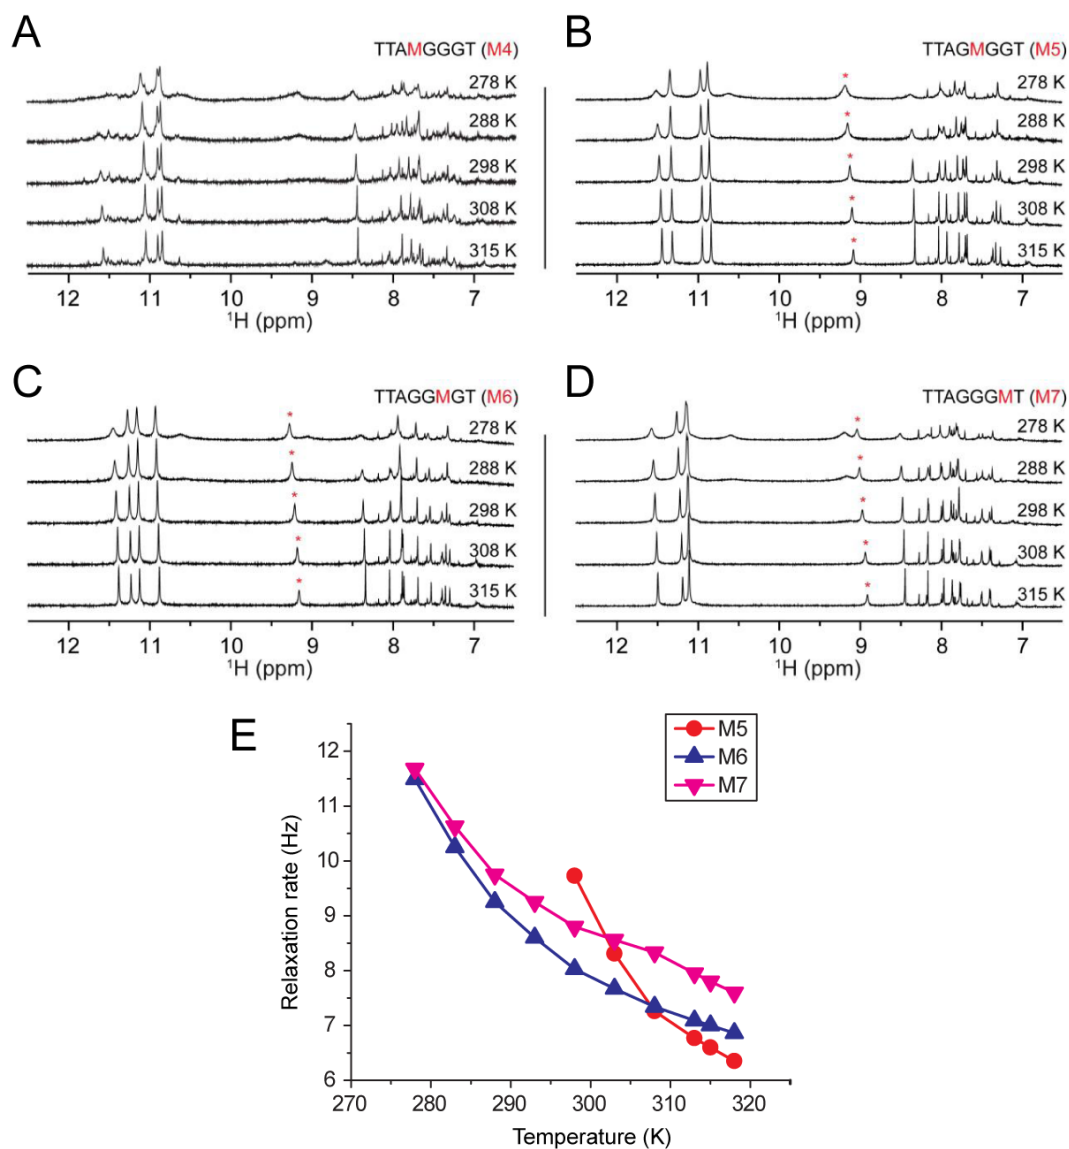 A
TTAMGGGT (M4)
278 K
288 K
298 K
308 K
315 K
12 11 10 9 8 7
¹H (ppm)
B
TTAGMGGT (M5)
*
278 K
*
288 K
*
298 K
*
308 K
*
315 K
12 11 10 9 8 7
¹H (ppm)
C
TTAGGMGT (M6)
*
278 K
*
288 K
*
298 K
*
308 K
*
315 K
12 11 10 9 8 7
¹H (ppm)
D
TTAGGGMT (M7)
*
278 K
*
288 K
*
298 K
*
308 K
*
315 K
12 11 10 9 8 7
¹H (ppm)
E
M5
M6
M7
Relaxation rate (Hz)
12
11
10
9
8
7
6
270 280 290 300 310 320
Temperature (K)